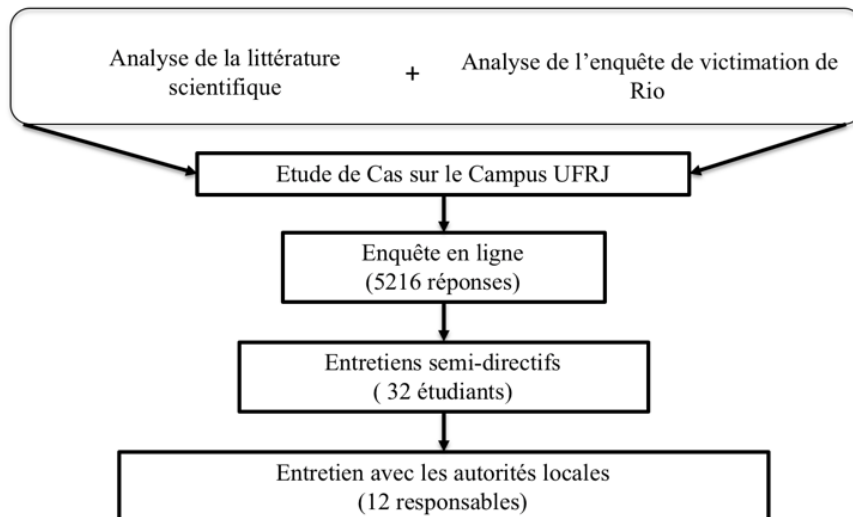 Analyse de la littérature
scientifique
+
Analyse de l’enquête de victimation de
Rio
Etude de Cas sur le Campus UFRJ
Enquête en ligne
(5216 réponses)
Entretiens semi-directifs
( 32 étudiants)
Entretien avec les autorités locales
(12 responsables)